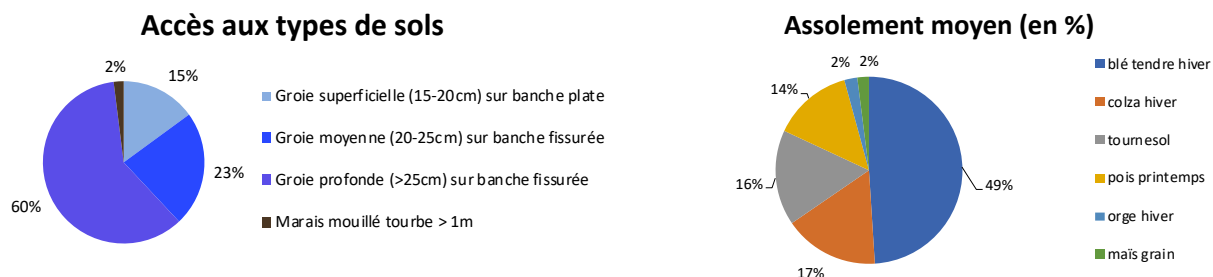 Accès aux types de sols
2%
15%
23%
60%
Groie superficielle (15-20cm) sur banche plate
Groie moyenne (20-25cm) sur banche fissurée
Groie profonde (>25cm) sur banche fissurée
Marais mouillé tourbe > 1m
Assolement moyen (en %)
2%
2%
14%
16%
17%
49%
blé tendre hiver
colza hiver
tournesol
pois printemps
orge hiver
maïs grain